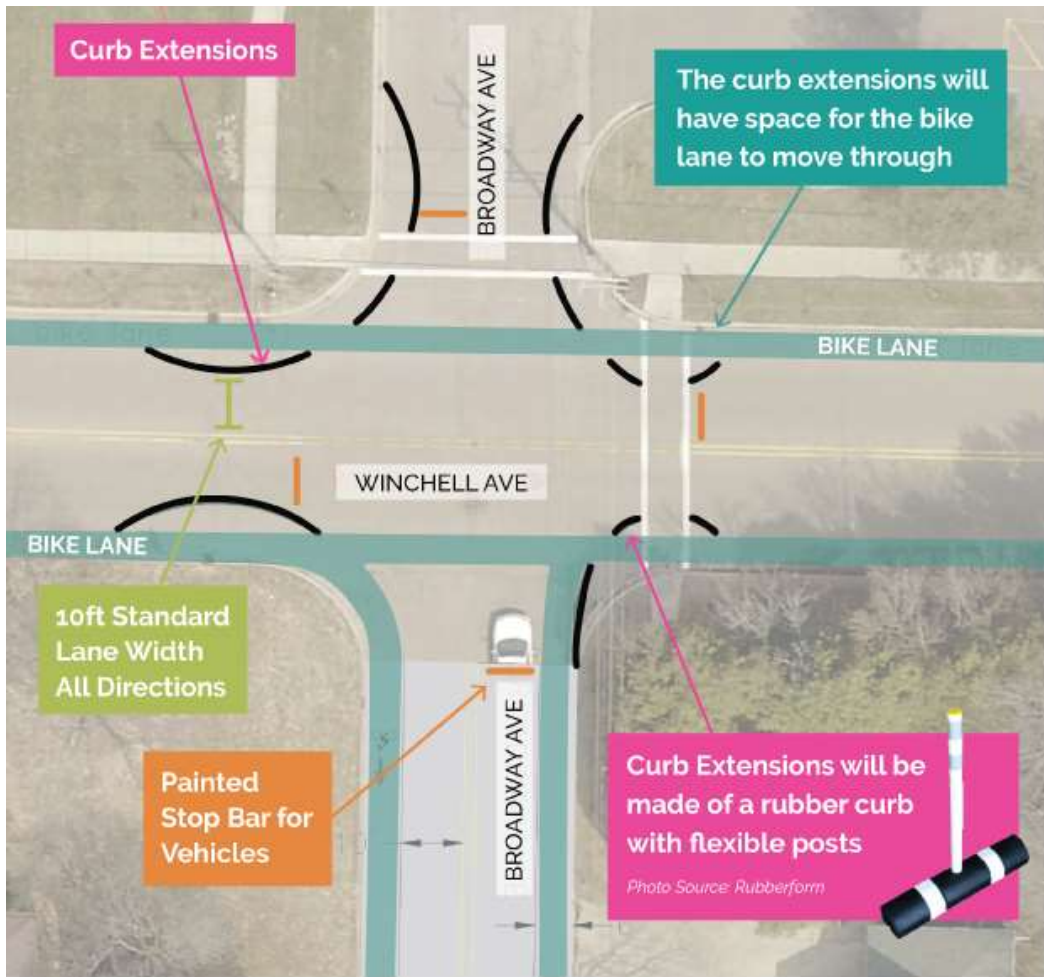 Curb Extensions
BROADWAY AVE
The curb extensions will
have space for the bike
lane to move through
BIKE LANE
WINCHELL AVE
BIKE LANE
10ft Standard
Lane Width
All Directions
Painted
Stop Bar for
Vehicles
BROADWAY AVE
Curb Extensions will be
made of a rubber curb
with flexible posts
Photo Source: Rubberform